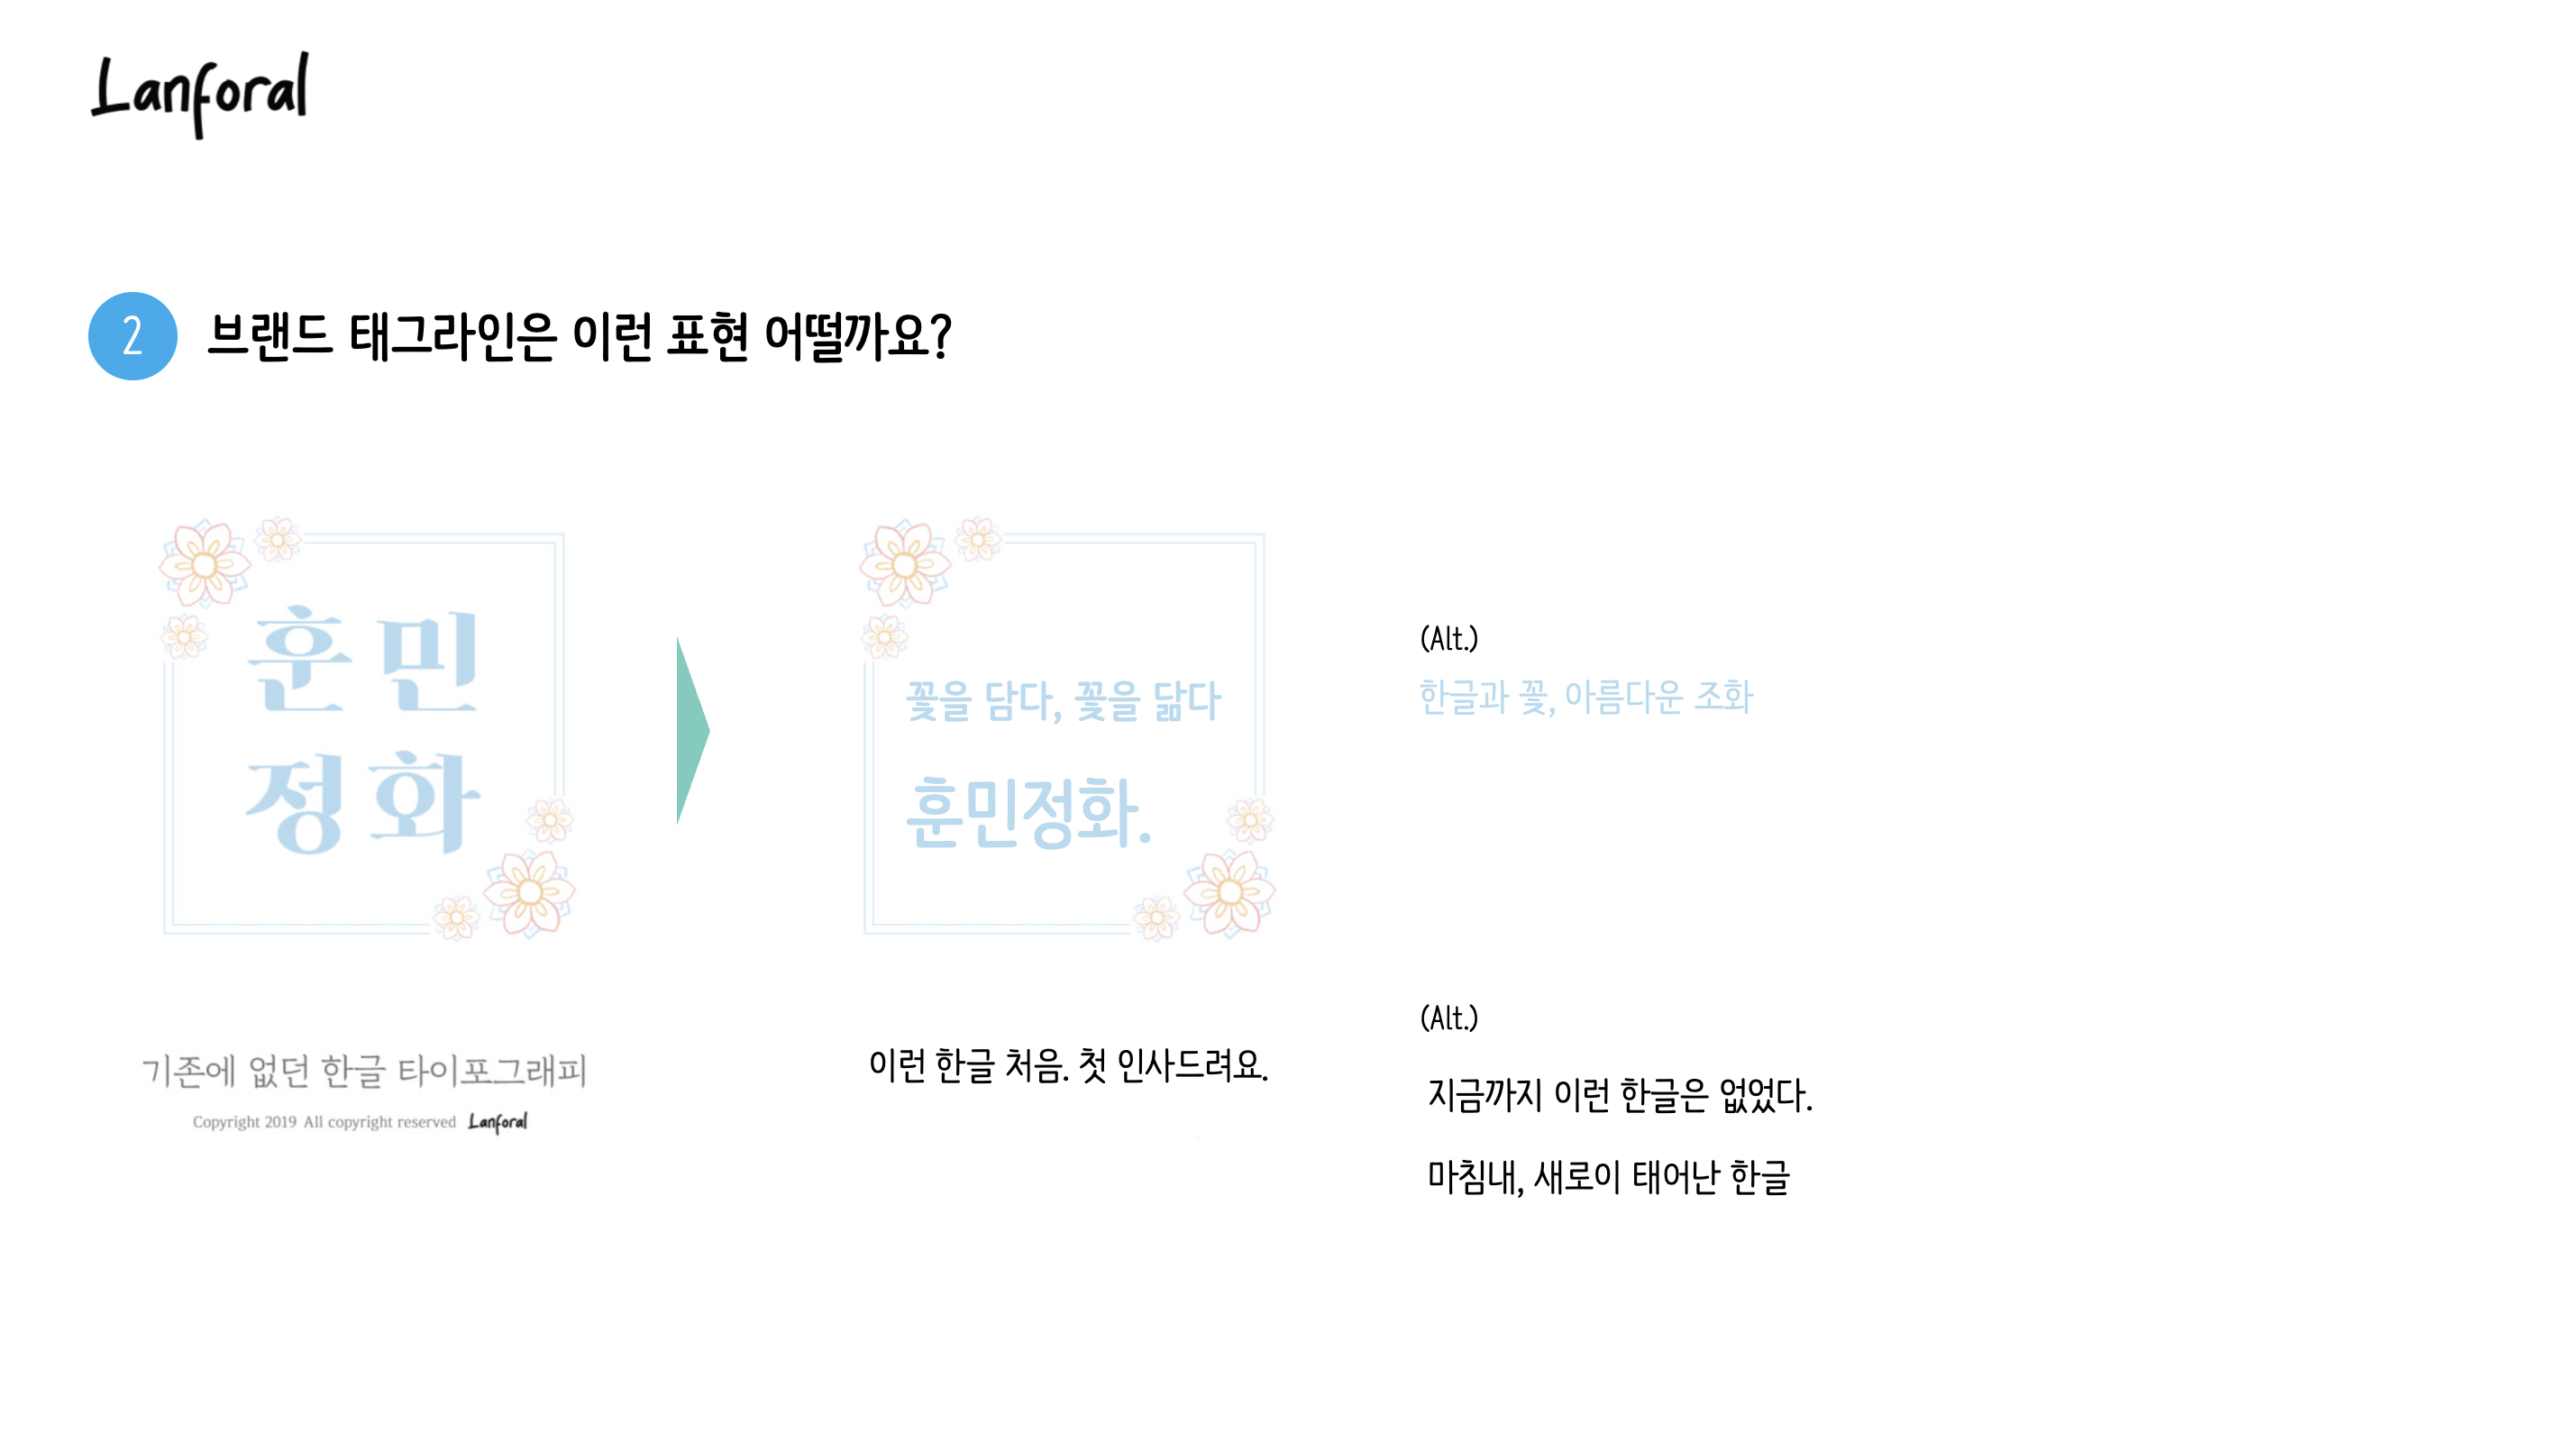 Lanforal
2 브랜드 태그라인은 이런 표현 어떨까요?
훈민
정화
기존에 없던 한글 타이포그래피
Copyright 2019 All copyright reserved Lanforal
꽃을 담다, 꽃을 닮다
훈민정화.
이런 한글 처음. 첫 인사드려요.
(Alt.)
한글과 꽃, 아름다운 조화
(Alt.)
지금까지 이런 한글은 없었다.
마침내, 새로이 태어난 한글